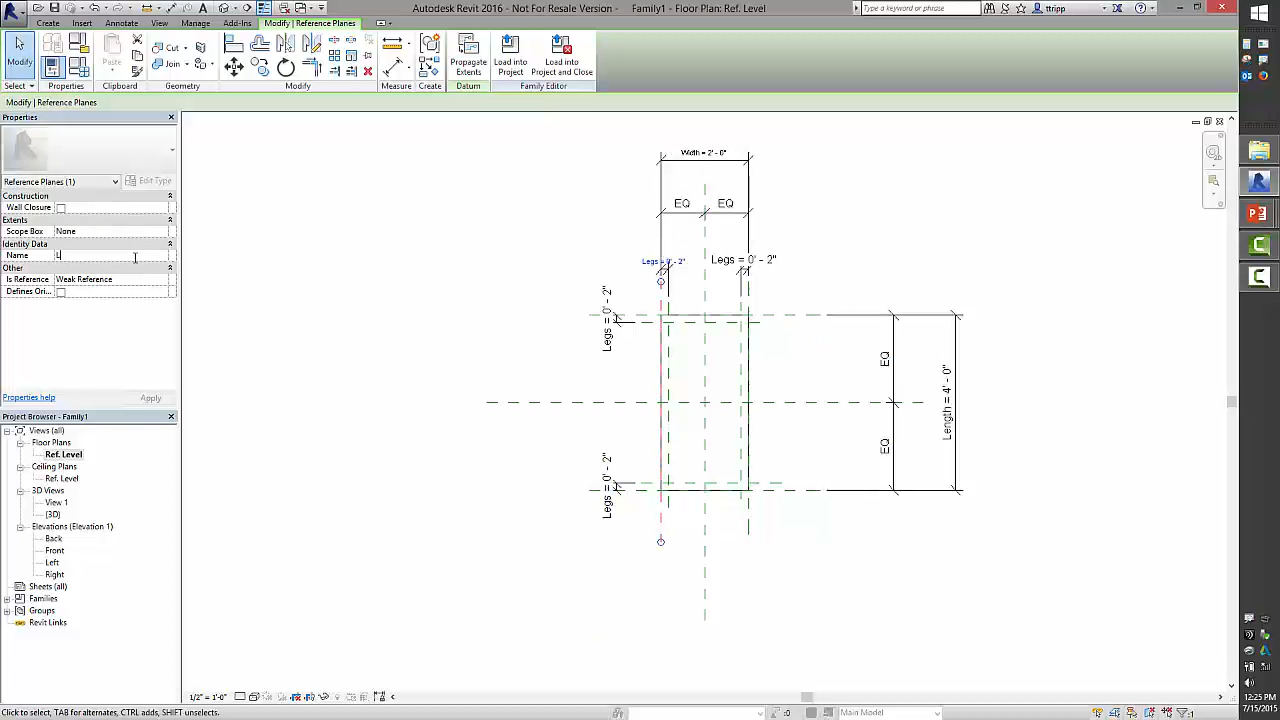 Autodesk Revit 2016 - Not For Resale Version - Family1 - Floor Plan: Ref. Level
Type a keyword or phrase
ttripp
Create Insert Annotate View Manage Add-Ins Modify | Reference Planes
Modify
Paste
Cut
Join
Propagate Extents
Load into Project
Load into Project and Close
Select Properties Clipboard Geometry Modify Measure Create Datum Family Editor
Modify | Reference Planes
Properties
Reference Planes (1)
Edit Type
Construction
Wall Closure
Extents
Scope Box None
Identity Data
Name L
Other
Is Reference Weak Reference
Defines Ori...
Properties help
Apply
Project Browser - Family1
Views (all)
Floor Plans
Ref. Level
Ceiling Plans
Ref. Level
3D Views
View 1
{3D}
Elevations (Elevation 1)
Back
Front
Left
Right
Sheets (all)
Families
Groups
Revit Links
Width = 2' - 0"
EQ EQ
Legs = 0' - 2"
Legs = 0' - 2"
Legs = 0' - 2"
EQ
Length = 4' - 0"
EQ
Legs = 0' - 2"
1/2" = 1'-0"
Click to select, TAB for alternates, CTRL adds, SHIFT unselects.
:0
Main Model
:1
12:25 PM
7/15/2015